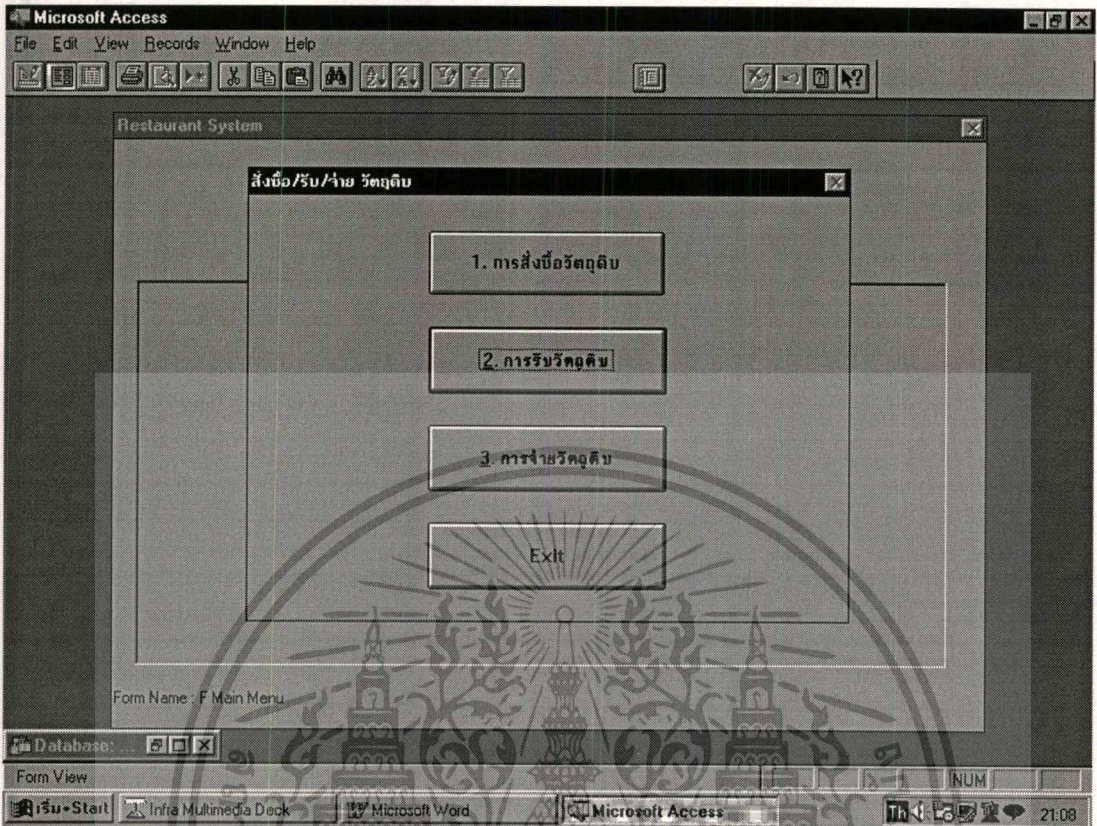 Microsoft Access
File Edit View Records Window Help
Restaurant System
สั่งซื้อ/รับ/จ่าย วัตถุดิบ
1. การสั่งซื้อวัตถุดิบ
2. การรับวัตถุดิบ
3. การจ่ายวัตถุดิบ
Exit
Form Name : F Main Menu
Database: ...
Form View
NUM
เริ่ม-Start
Infra Multimedia Deck
Microsoft Word
Microsoft Access
Th
21:08